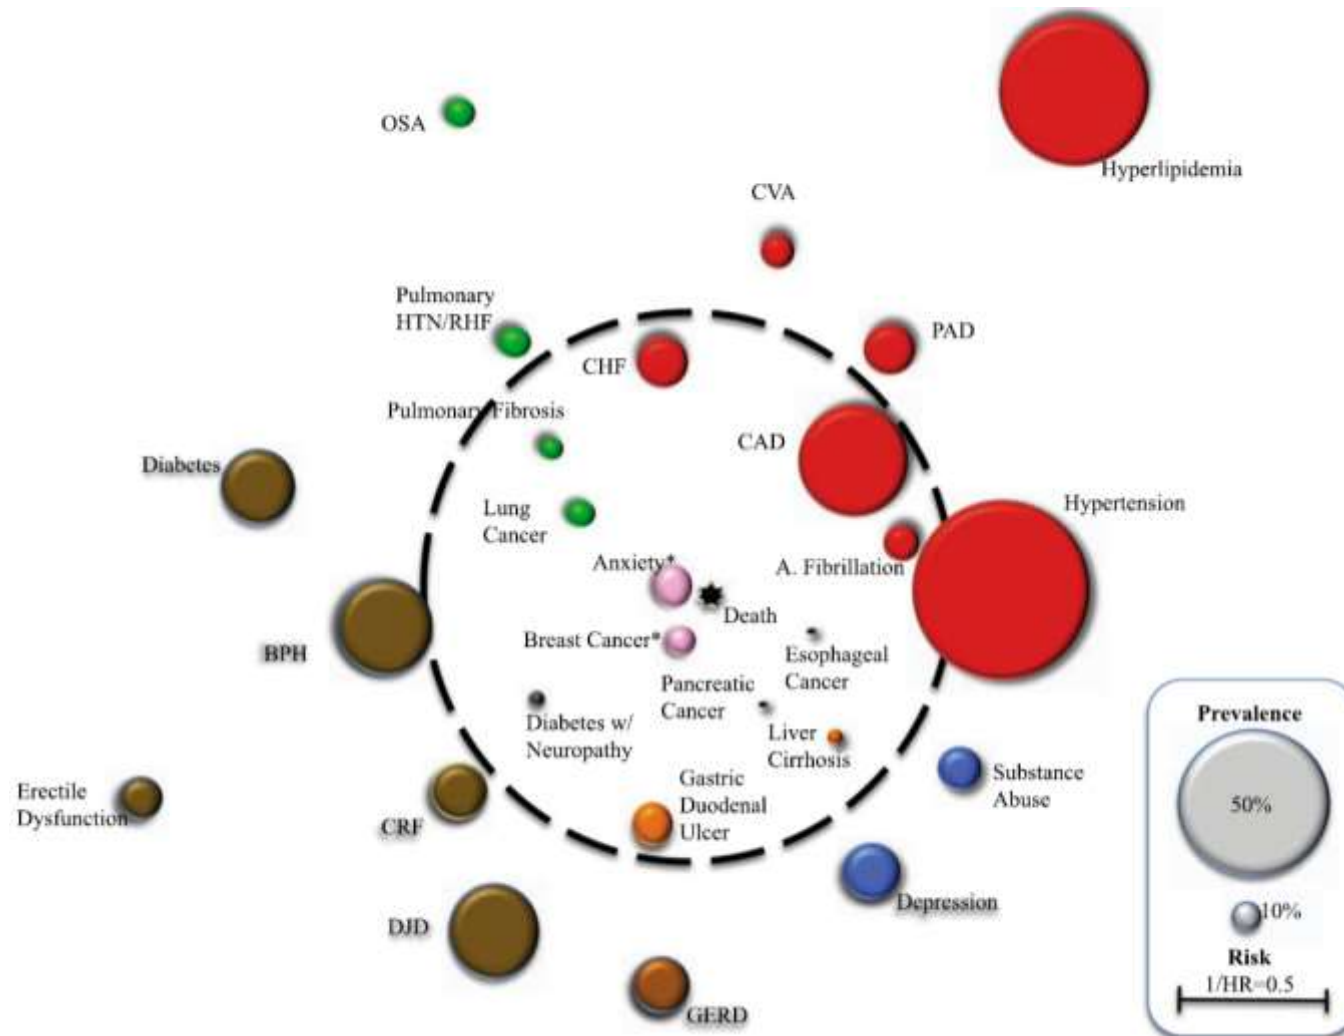 OSA
Hyperlipidemia
CVA
Pulmonary
HTN/RHF
PAD
CHF
Pulmonary Fibrosis
CAD
Diabetes
Hypertension
Lung
Cancer
Anxiety*
A. Fibrillation
Death
Breast Cancer*
Esophageal
Cancer
BPH
Pancreatic
Cancer
Diabetes w/
Neuropathy
Liver
Cirrhosis
Gastric
Duodenal
Ulcer
Substance
Abuse
Erectile
Dysfunction
CRF
Depression
DJD
GERD
Prevalence
50%
10%
Risk
1/HR=0.5